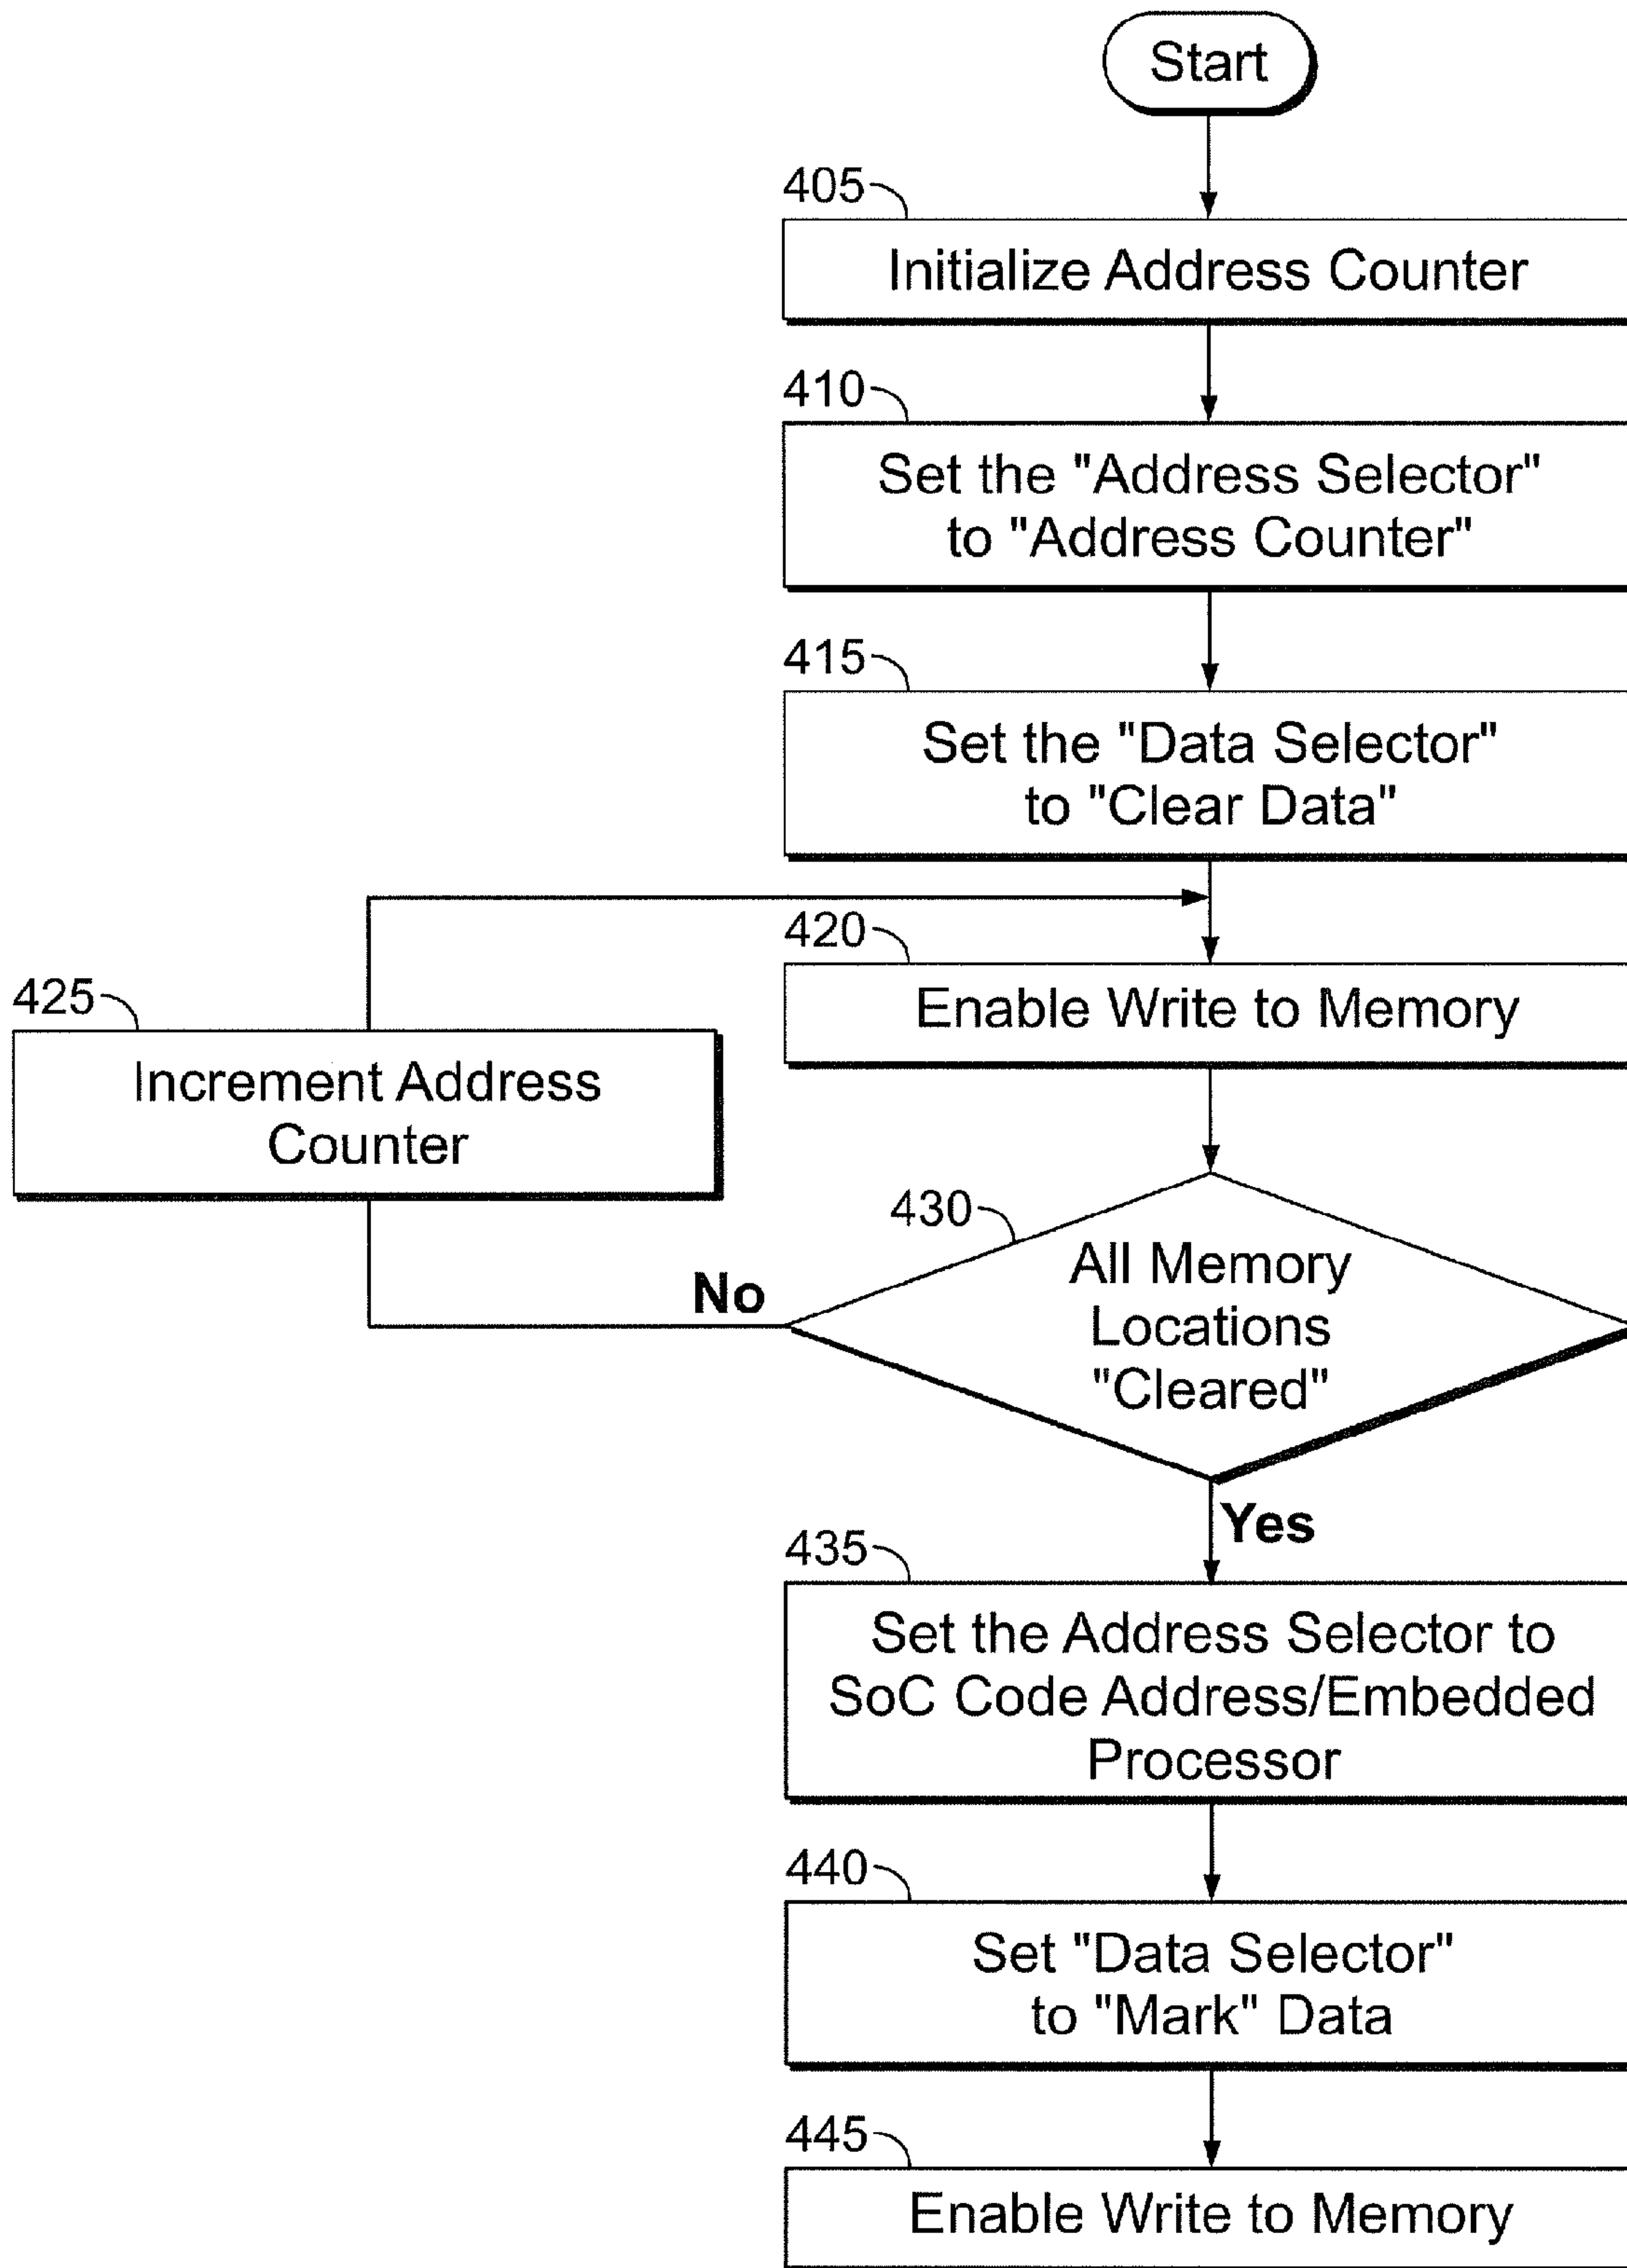 Start
405
Initialize Address Counter
410
Set the "Address Selector"
to "Address Counter"
415
Set the "Data Selector"
to "Clear Data"
420
Enable Write to Memory
425
Increment Address
Counter
430
All Memory
Locations
"Cleared"
No
Yes
435
Set the Address Selector to
SoC Code Address/Embedded
Processor
440
Set "Data Selector"
to "Mark" Data
445
Enable Write to Memory